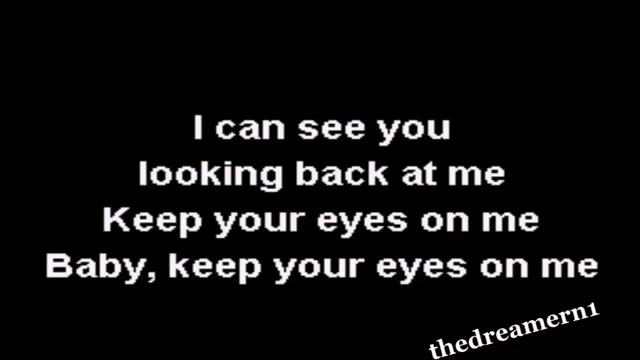 I can see you
looking back at me
Keep your eyes on me
Baby, keep your eyes on me
thedreamern1